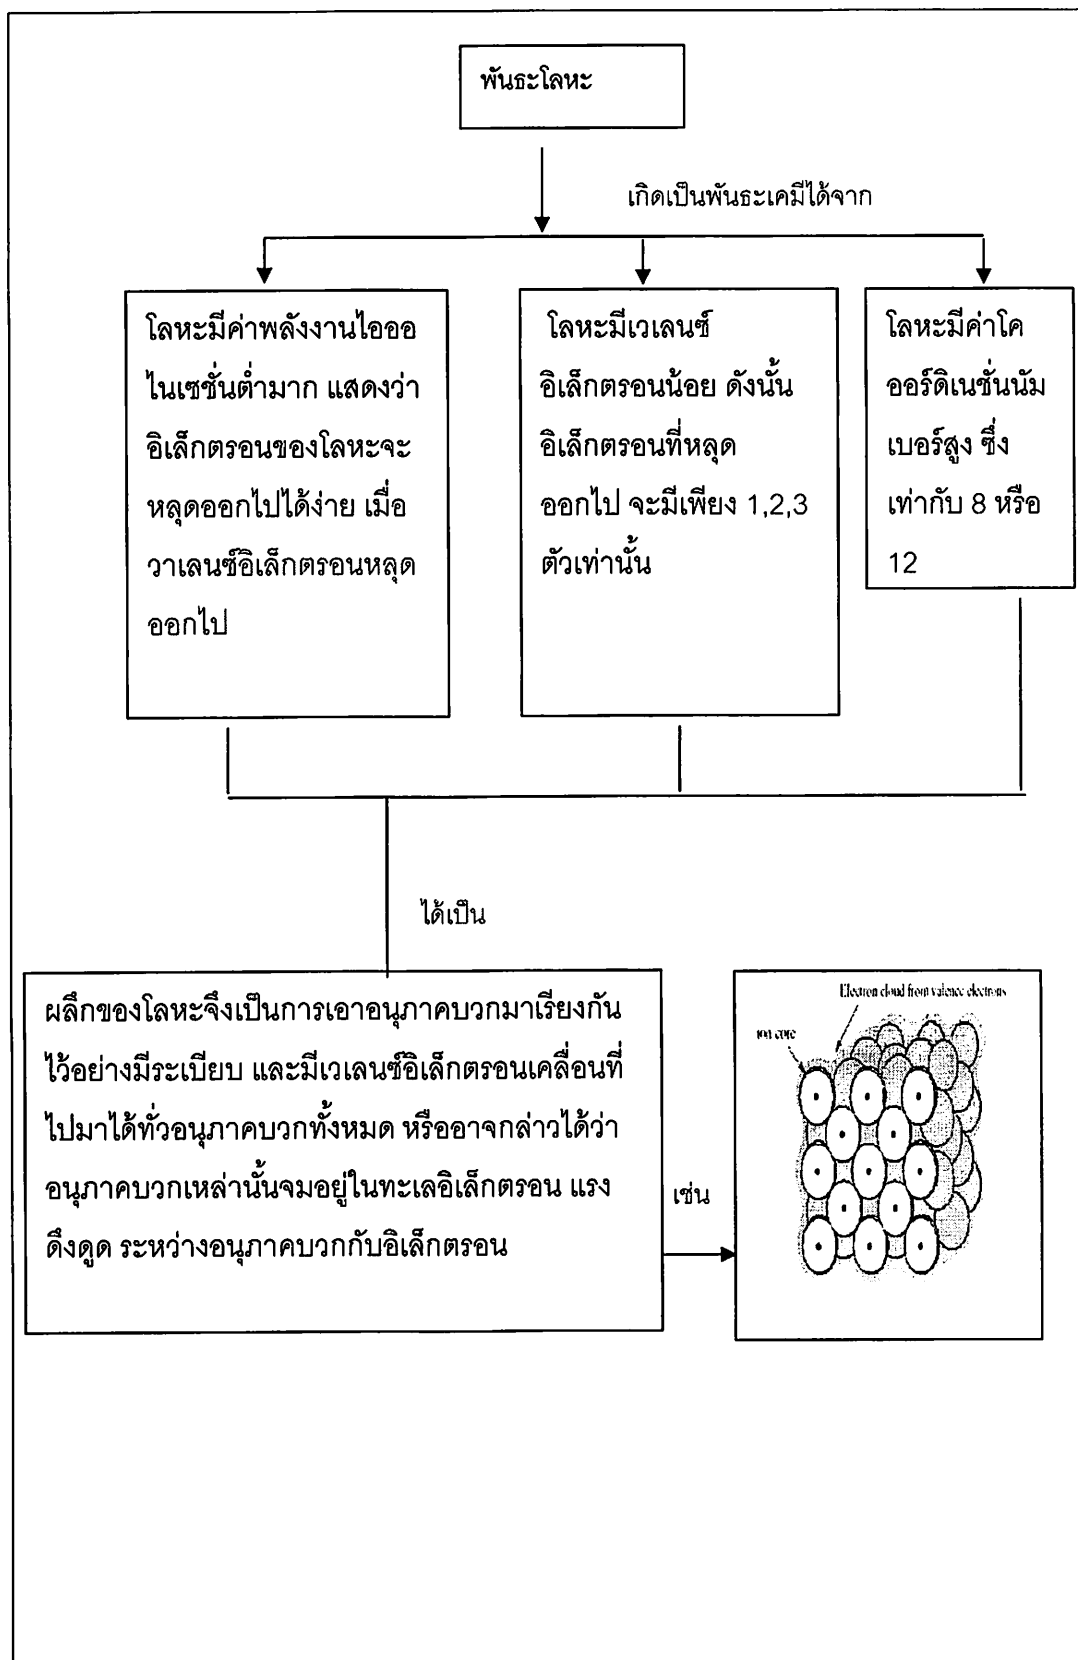 พันธะโลหะ
เกิดเป็นพันธะเคมีได้จาก
โลหะมีค่าพลังงานไอออ
ไนเซชั่นต่ำมาก แสดงว่า
อิเล็กตรอนของโลหะจะ
หลุดออกไปได้ง่าย เมื่อ
วาเลนซ์อิเล็กตรอนหลุด
ออกไป
โลหะมีเวเลนซ์
อิเล็กตรอนน้อย ดังนั้น
อิเล็กตรอนที่หลุด
ออกไป จะมีเพียง 1,2,3
ตัวเท่านั้น
โลหะมีค่าโค
ออร์ดิเนชั่นนัม
เบอร์สูง ซึ่ง
เท่ากับ 8 หรือ
12
ได้เป็น
ผลึกของโลหะจึงเป็นการเอาอนุภาคบวกมาเรียงกัน
ไว้อย่างมีระเบียบ และมีเวเลนซ์อิเล็กตรอนเคลื่อนที่
ไปมาได้ทั่วอนุภาคบวกทั้งหมด หรืออาจกล่าวได้ว่า
อนุภาคบวกเหล่านั้นจมอยู่ในทะเลอิเล็กตรอน แรง
ดึงดูด ระหว่างอนุภาคบวกกับอิเล็กตรอน
เช่น
Electron cloud from valence electrons
ion core